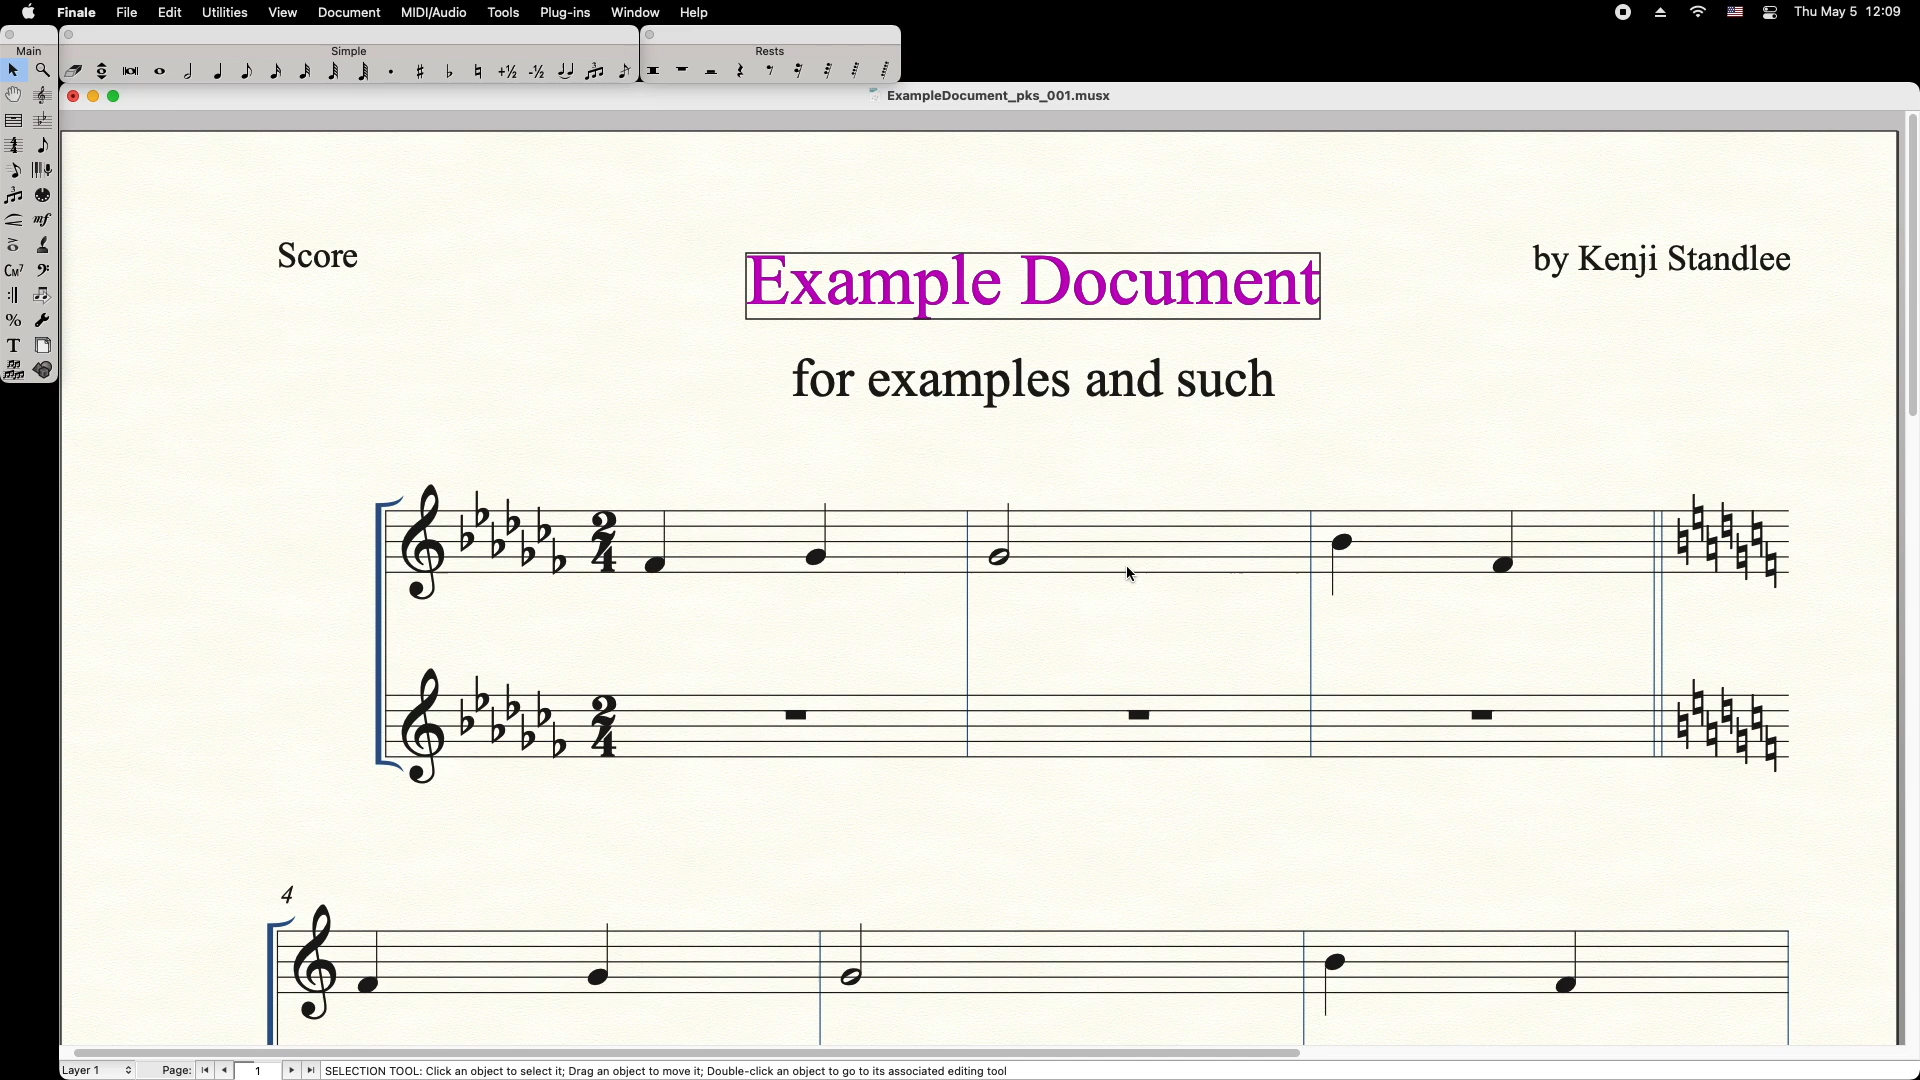 Finale File Edit Utilities View Document MIDI/Audio Tools Plug-ins Window Help Thu May 5 12:09
Main Simple Rests
ExampleDocument_pks_001.musx
mf
CM7
%
T
Score
Example Document
by Kenji Standlee
for examples and such
2
4
2
4
4
Layer 1 Page: 1 SELECTION TOOL: Click an object to select it; Drag an object to move it; Double-click an object to go to its associated editing tool